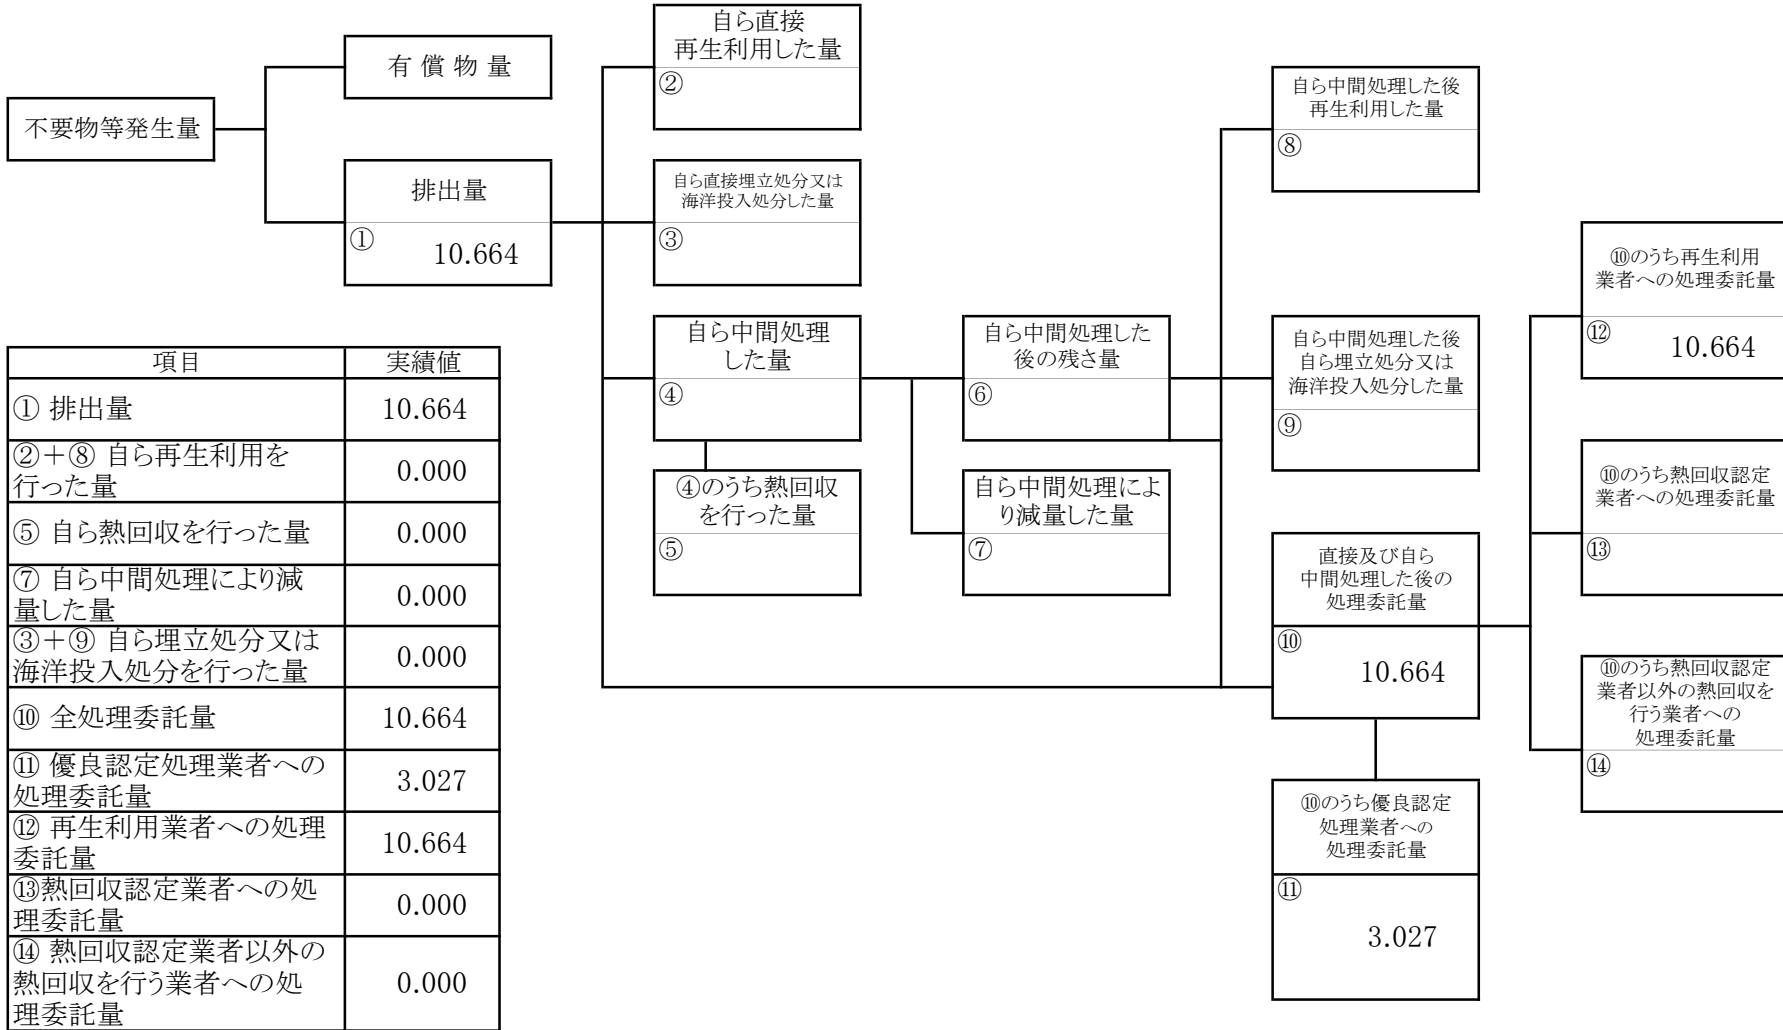 不要物等発生量
有 償 物 量
排出量
①
10.664
自ら直接
再生利用した量
②
自ら直接埋立処分又は
海洋投入処分した量
③
自ら中間処理
した量
④
④のうち熱回収
を行った量
⑤
自ら中間処理した
後の残さ量
⑥
自ら中間処理によ
り減量した量
⑦
自ら中間処理した後
再生利用した量
⑧
自ら中間処理した後
自ら埋立処分又は
海洋投入処分した量
⑨
直接及び自ら
中間処理した後の
処理委託量
⑩
10.664
⑩のうち優良認定
処理業者への
処理委託量
⑪
3.027
⑩のうち再生利用
業者への処理委託量
⑫
10.664
⑩のうち熱回収認定
業者への処理委託量
⑬
⑩のうち熱回収認定
業者以外の熱回収を
行う業者への
処理委託量
⑭
項目 実績値
① 排出量 10.664
②＋⑧ 自ら再生利用を
行った量 0.000
⑤ 自ら熱回収を行った量 0.000
⑦ 自ら中間処理により減
量した量 0.000
③＋⑨ 自ら埋立処分又は
海洋投入処分を行った量 0.000
⑩ 全処理委託量 10.664
⑪ 優良認定処理業者への
処理委託量 3.027
⑫ 再生利用業者への処理
委託量 10.664
⑬熱回収認定業者への処
理委託量 0.000
⑭ 熱回収認定業者以外の
熱回収を行う業者への処
理委託量 0.000